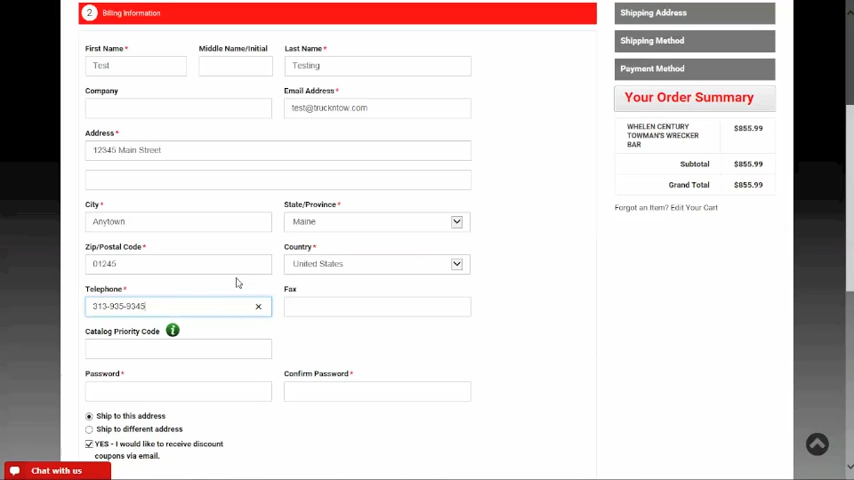 2 Billing Information
First Name *
Middle Name/Initial
Last Name *
Test
Testing
Company
Email Address *
test@truckntow.com
Address *
12345 Main Street
City *
State/Province *
Anytown
Maine
Zip/Postal Code *
Country *
01245
United States
Telephone *
Fax
313-935-9345
Catalog Priority Code i
Password *
Confirm Password *
Ship to this address
Ship to different address
YES - I would like to receive discount
coupons via email.
Chat with us
Shipping Address
Shipping Method
Payment Method
Your Order Summary
WHELEN CENTURY $855.99
TOWMAN'S WRECKER
BAR
Subtotal $855.99
Grand Total $855.99
Forgot an Item? Edit Your Cart